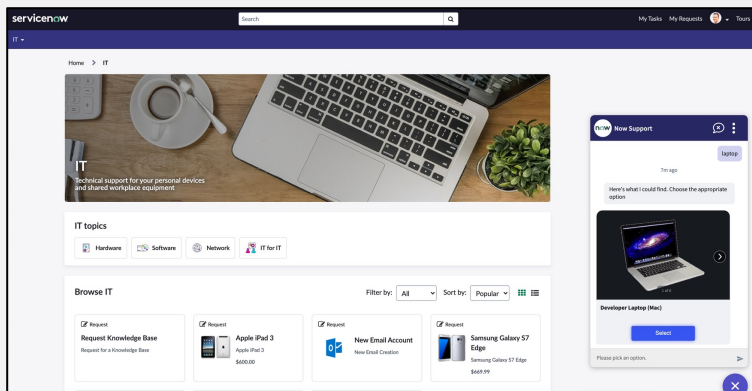 servicenow
Search
My Tasks My Requests Tours
IT
Home > IT
IT
Technical support for your personal devices
and shared workplace equipment
IT topics
Hardware
Software
Network
IT for IT
Browse IT
Filter by: All
Sort by: Popular
Request
Request Knowledge Base
Request for a Knowledge Base
Request
Apple iPad 3
Apple iPad 3
$600.00
Request
New Email Account
New Email Creation
Request
Samsung Galaxy S7
Edge
Samsung Galaxy S7 Edge
$669.99
now Now Support
laptop
7m ago
Here's what I could find. Choose the appropriate
option
Developer Laptop (Mac)
Select
Please pick an option.